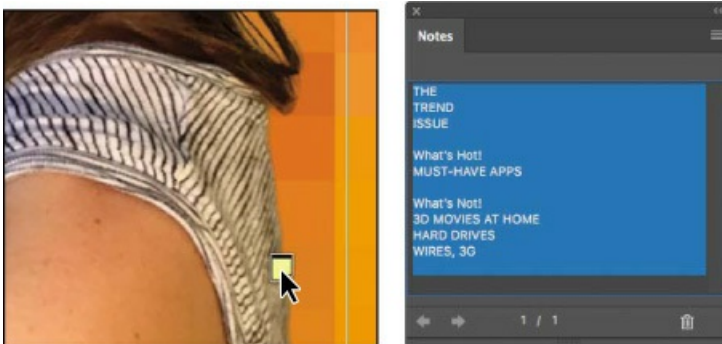 Notes
THE
TREND
ISSUE
What's Hot!
MUST-HAVE APPS
What's Not!
3D MOVIES AT HOME
HARD DRIVES
WIRES, 3G
1 / 1